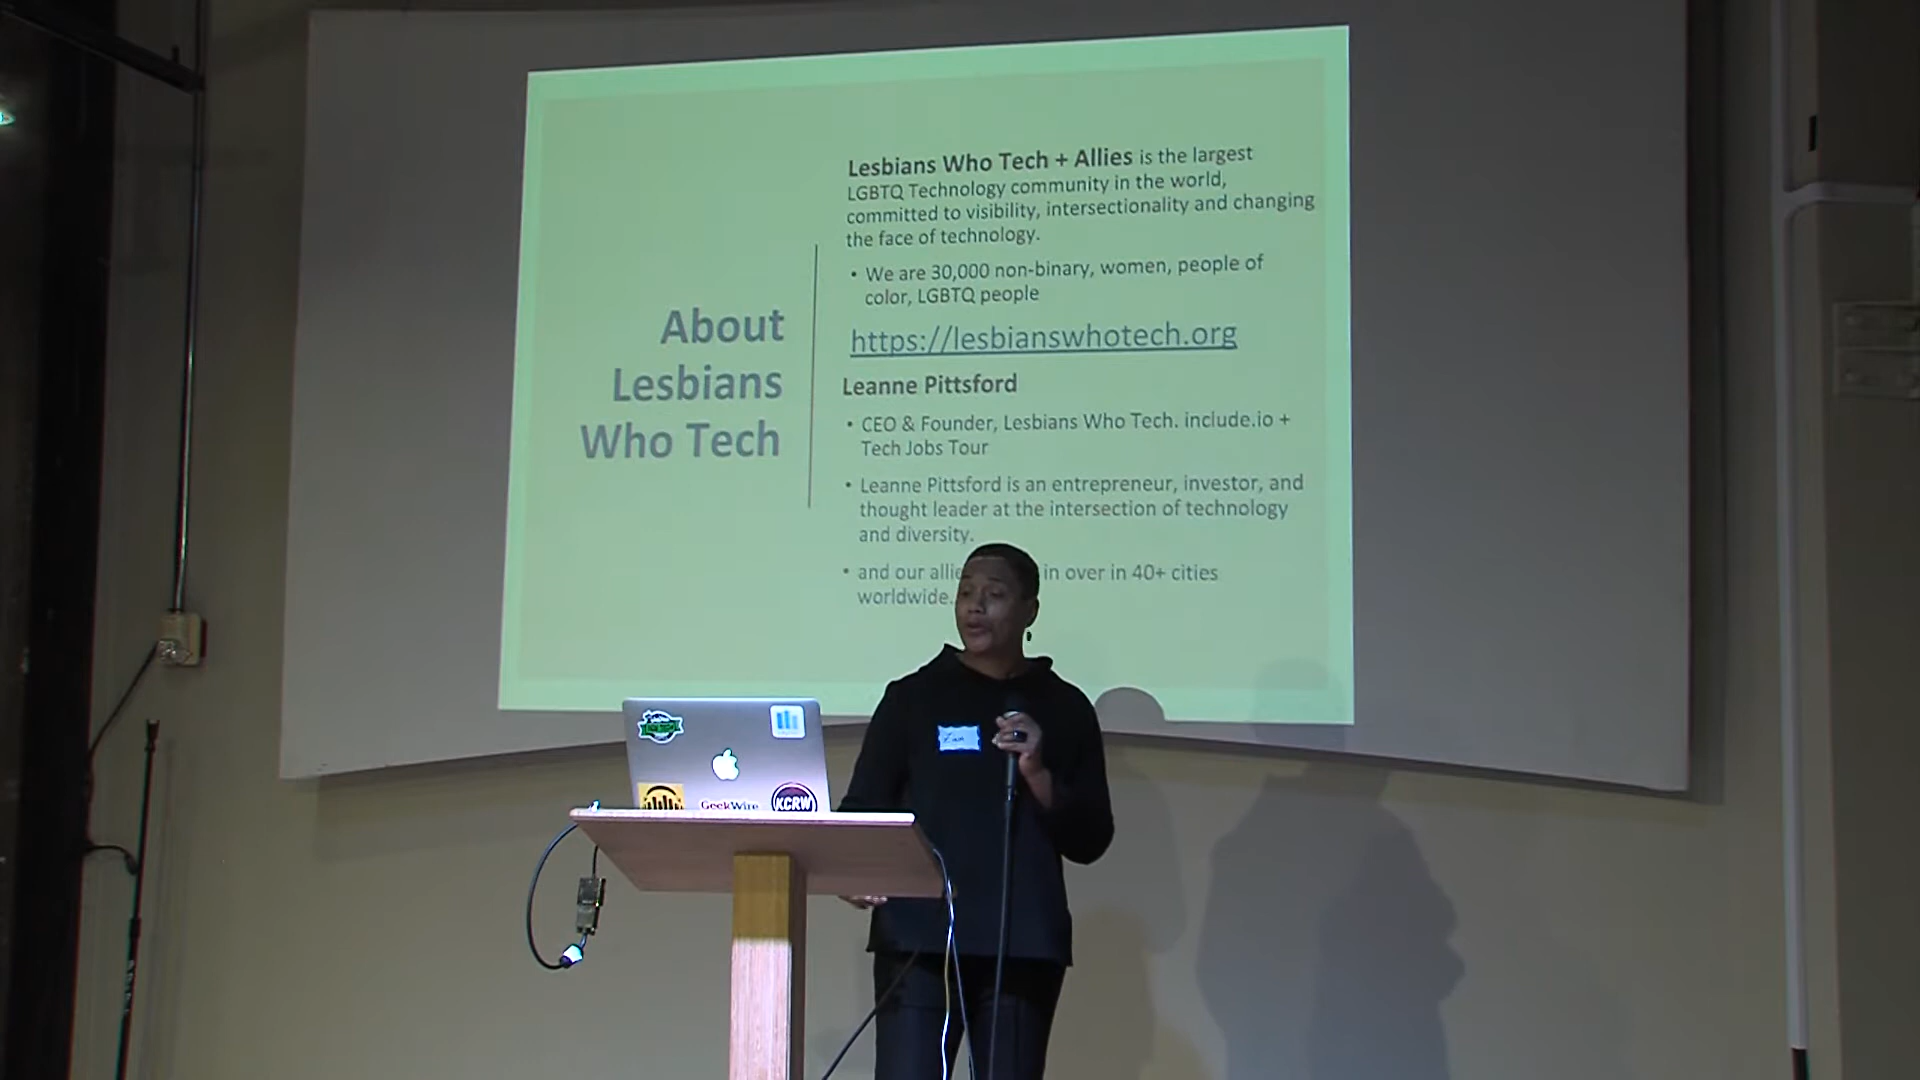 Lesbians Who Tech + Allies is the largest
LGBTQ Technology community in the world,
committed to visibility, intersectionality and changing
the face of technology.
• We are 30,000 non-binary, women, people of
color, LGBTQ people
https://lesbianswhotech.org
About
Lesbians
Who Tech
Leanne Pittsford
• CEO & Founder, Lesbians Who Tech. include.io +
Tech Jobs Tour
• Leanne Pittsford is an entrepreneur, investor, and
thought leader at the intersection of technology
and diversity.
• and our in over in 40+ cities
worldwide.
GeekWire
KCRW